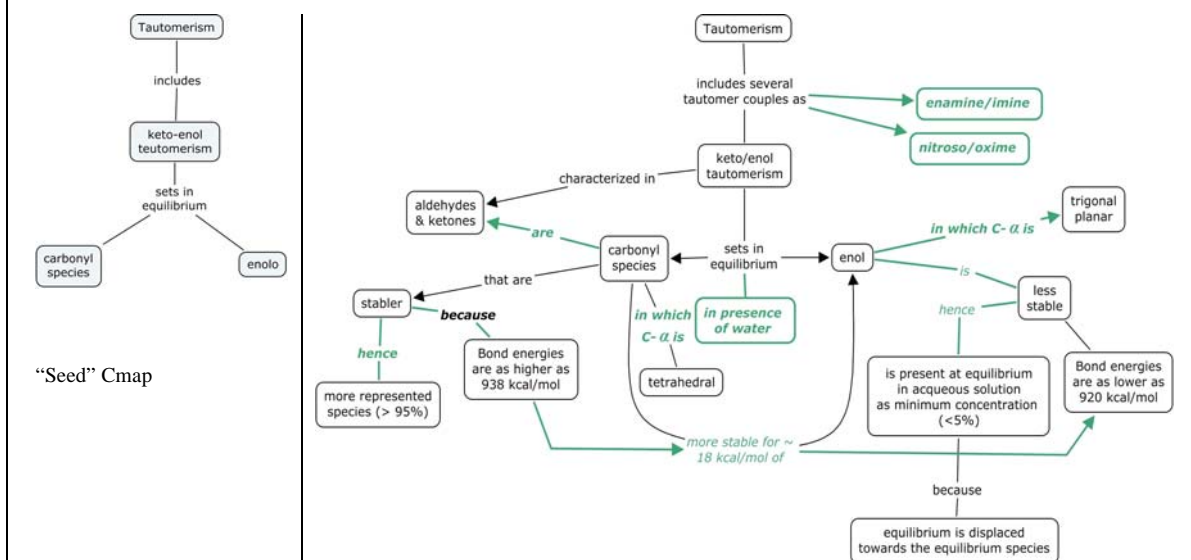 Tautomerism
includes
keto-enol
teutomerism
sets in
equilibrium
carbonyl
species
enolo
“Seed” Cmap
Tautomerism
includes several
tautomer couples as
enamine/imine
nitroso/oxime
keto/enol
tautomerism
characterized in
aldehydes
& ketones
are
trigonal
planar
in which C- α is
carbonyl
species
sets in
equilibrium
enol
is
that are
stabler
because
in which
C- α is
in presence
of water
less
stable
hence
hence
Bond energies
are as higher as
938 kcal/mol
tetrahedral
more represented
species (> 95%)
is present at equilibrium
in acqueous solution
as minimum concentration
(<5%)
Bond energies
are as lower as
920 kcal/mol
more stable for ~
18 kcal/mol of
because
equilibrium is displaced
towards the equilibrium species